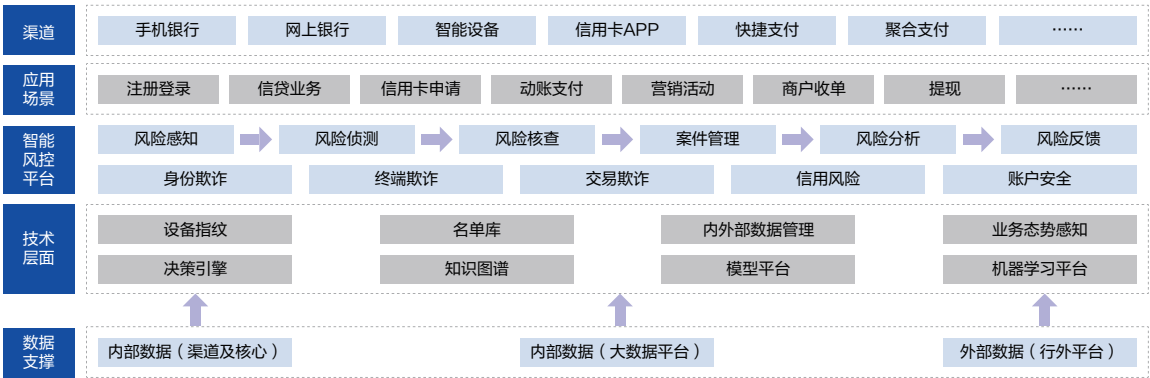 渠道
手机银行
网上银行
智能设备
信用卡APP
快捷支付
聚合支付
……
应用
场景
注册登录
信贷业务
信用卡申请
动账支付
营销活动
商户收单
提现
……
智能
风控
平台
风险感知
风险侦测
风险核查
案件管理
风险分析
风险反馈
身份欺诈
终端欺诈
交易欺诈
信用风险
账户安全
技术
层面
设备指纹
名单库
内外部数据管理
业务态势感知
决策引擎
知识图谱
模型平台
机器学习平台
数据
支撑
内部数据（渠道及核心）
内部数据（大数据平台）
外部数据（行外平台）